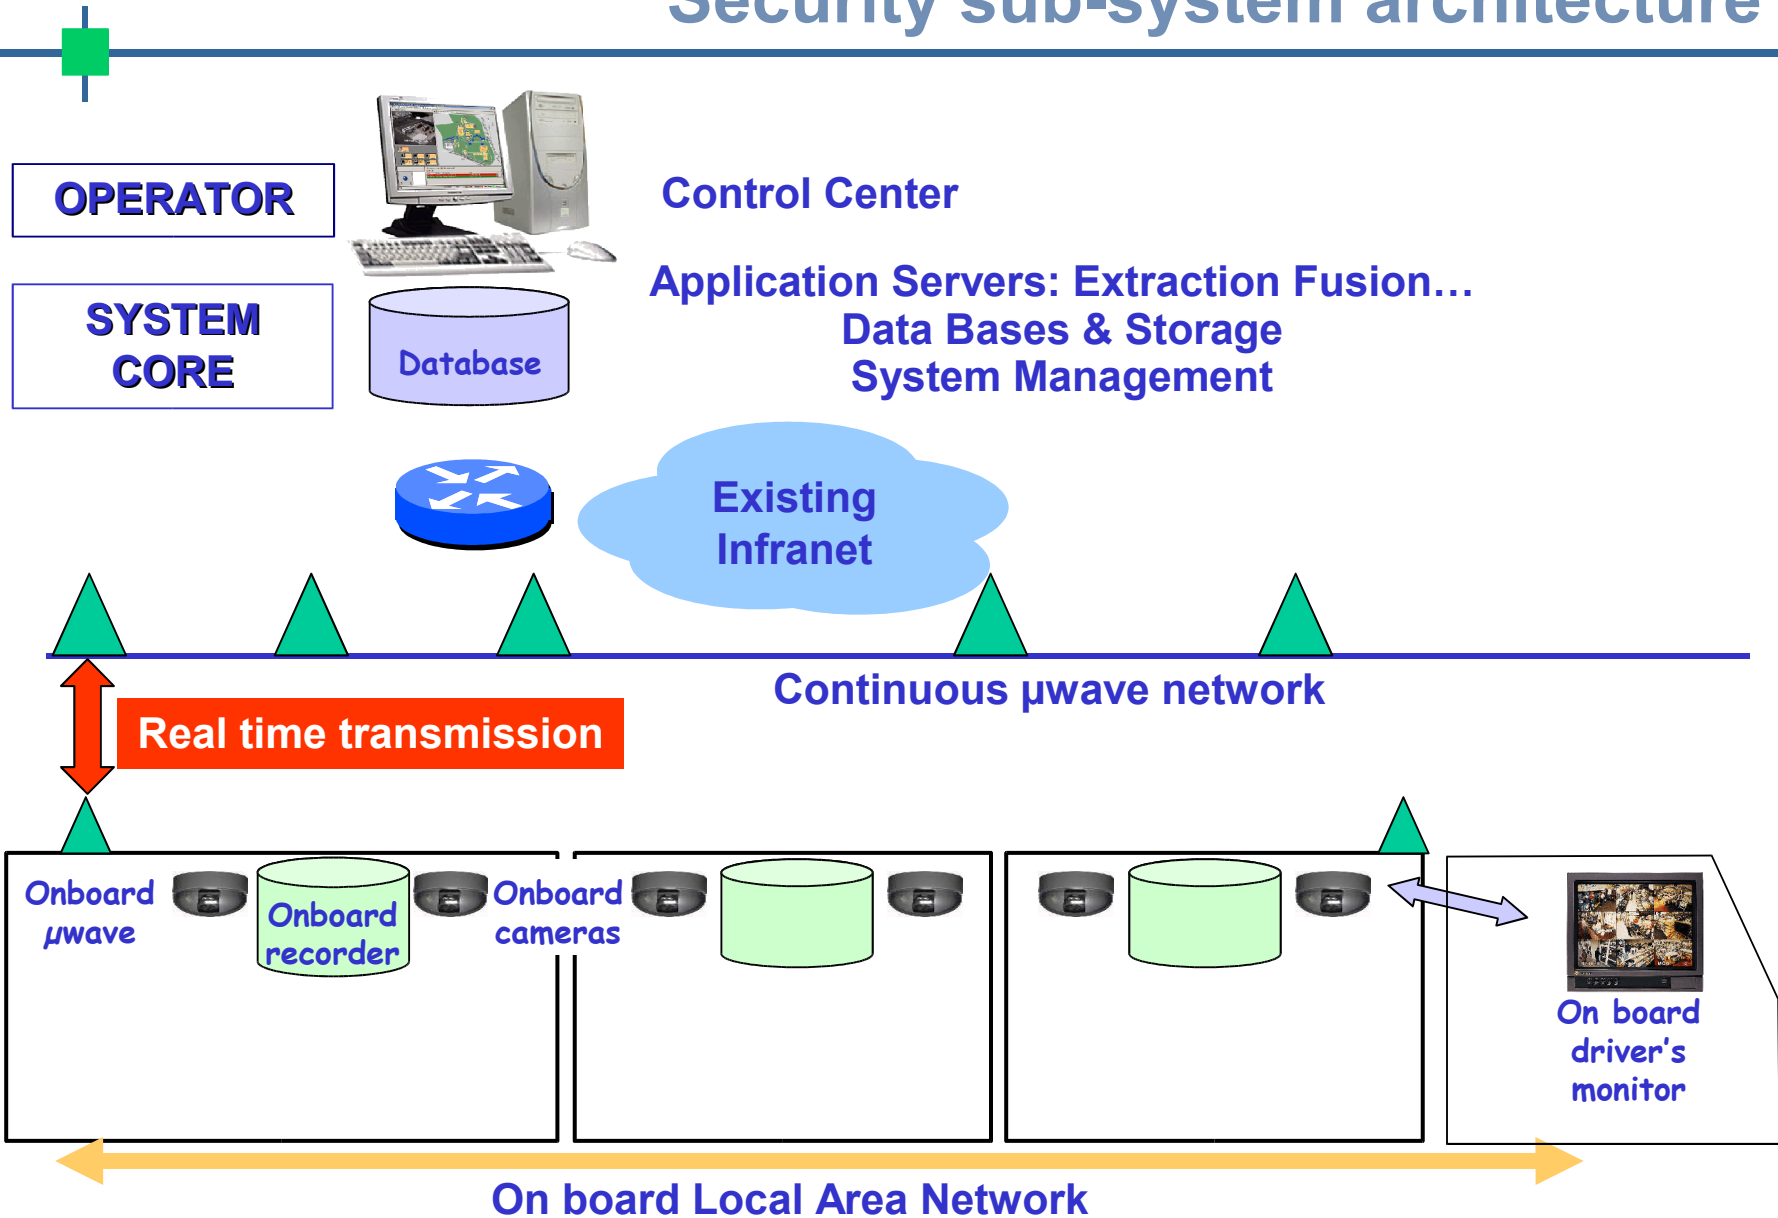 Security sub-system architecture
OPERATOR
Control Center
SYSTEM
CORE
Database
Application Servers: Extraction Fusion…
Data Bases & Storage
System Management
Existing
Infranet
Continuous µwave network
Real time transmission
Onboard
µwave
Onboard
recorder
Onboard
cameras
On board
driver's
monitor
On board Local Area Network